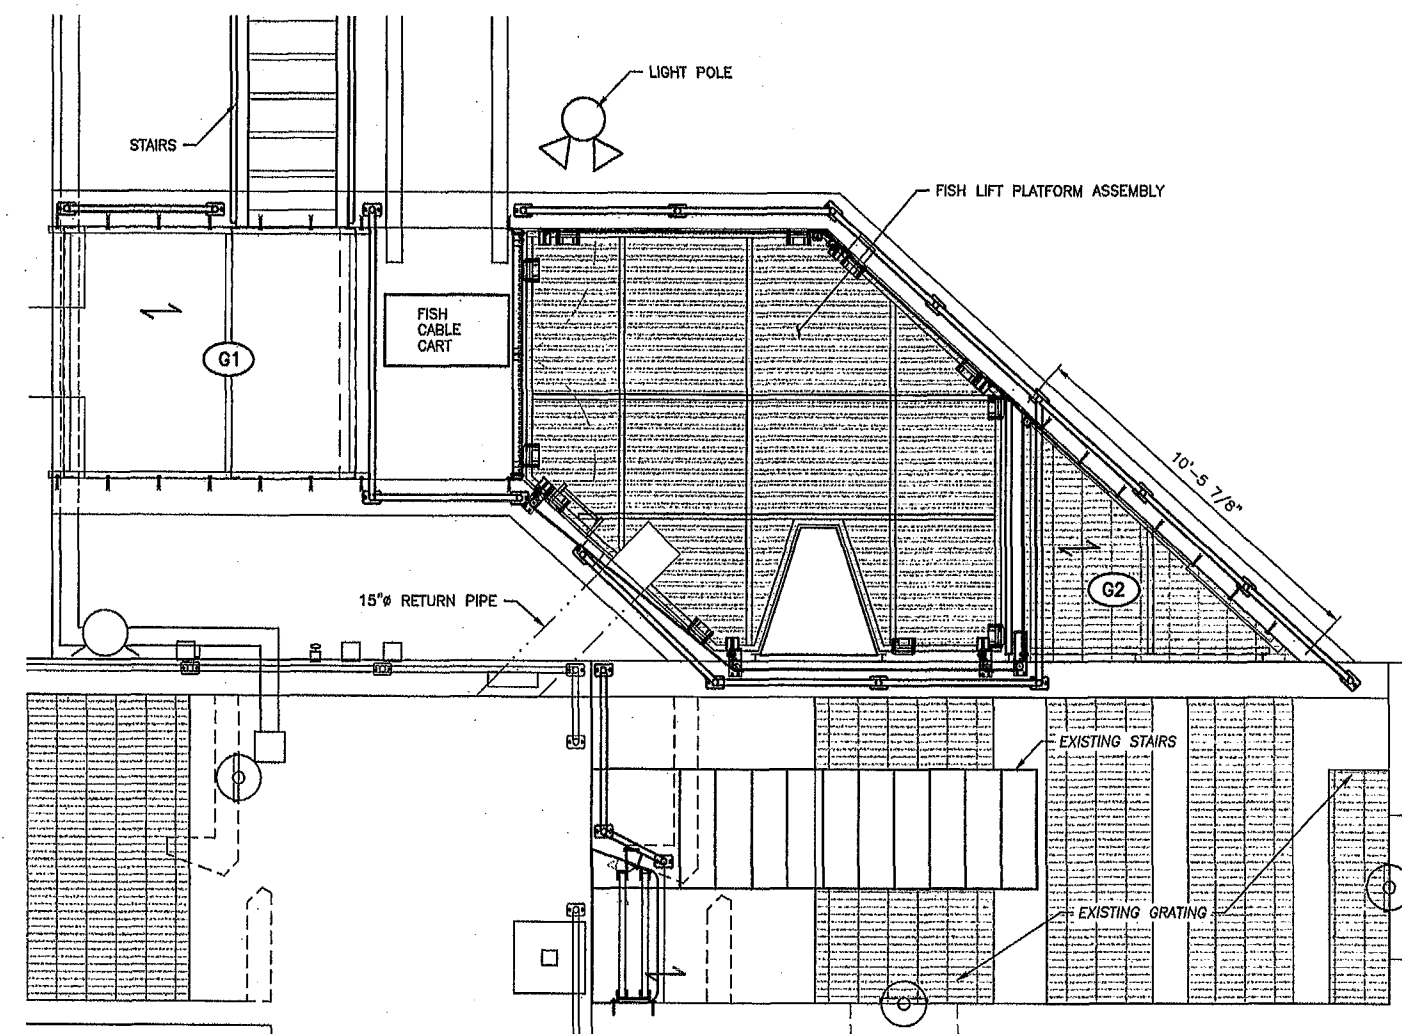 LIGHT POLE
STAIRS
FISH LIFT PLATFORM ASSEMBLY
FISH
CABLE
CART
G1
10'-5 7/8"
G2
15"ø RETURN PIPE
EXISTING STAIRS
EXISTING GRATING